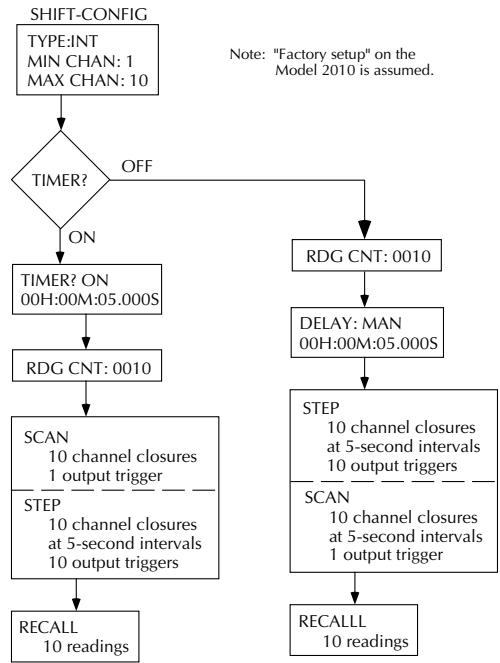 SHIFT-CONFIG
TYPE:INT
MIN CHAN: 1
MAX CHAN: 10
Note: "Factory setup" on the
Model 2010 is assumed.
TIMER?
OFF
ON
TIMER? ON
00H:00M:05.000S
RDG CNT: 0010
SCAN
10 channel closures
1 output trigger
STEP
10 channel closures
at 5-second intervals
10 output triggers
RECALL
10 readings
RDG CNT: 0010
DELAY: MAN
00H:00M:05.000S
STEP
10 channel closures
at 5-second intervals
10 output triggers
SCAN
10 channel closures
at 5-second intervals
1 output trigger
RECALLL
10 readings